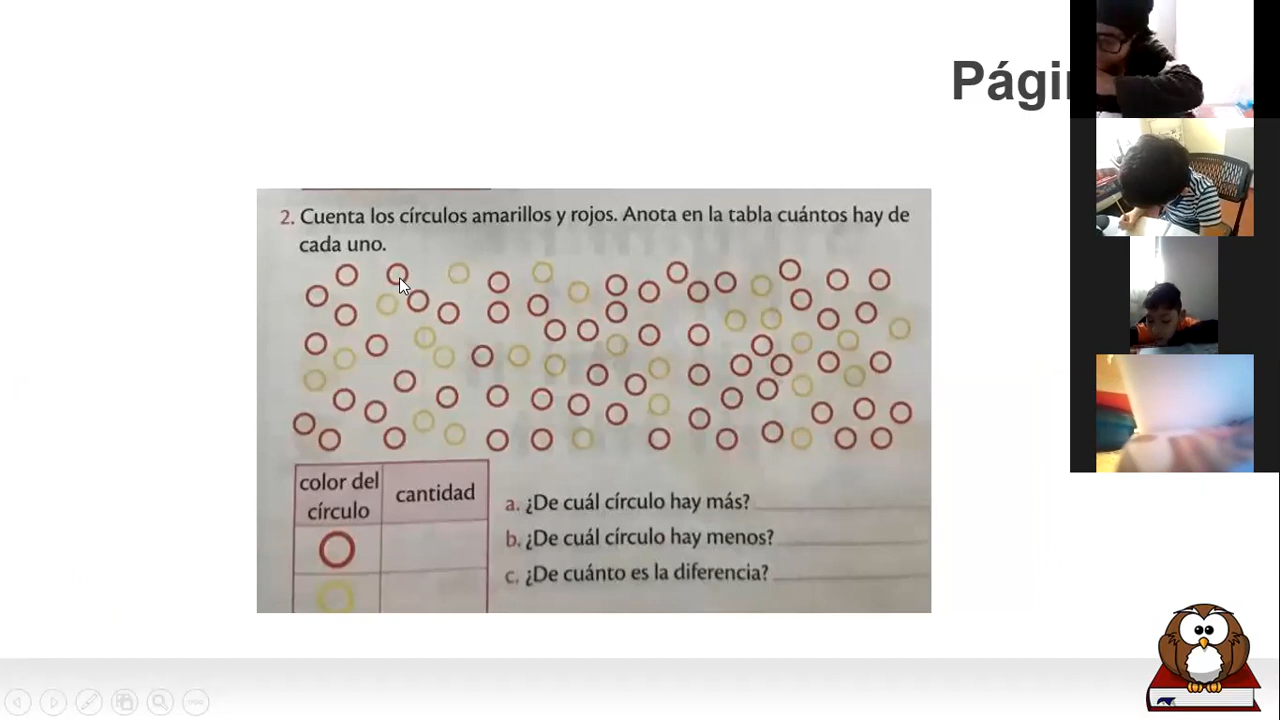 Pági
2. Cuenta los círculos amarillos y rojos. Anota en la tabla cuántos hay de
cada uno.
color del
círculo
cantidad
a. ¿De cuál círculo hay más?
b. ¿De cuál círculo hay menos?
c. ¿De cuánto es la diferencia?